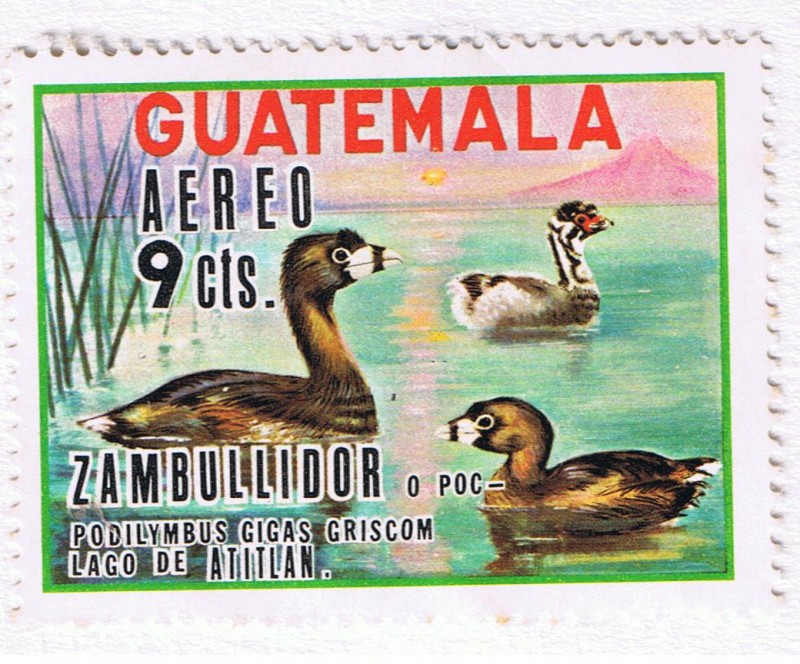 GUATEMALA
AEREO
9 cts.
ZAMBULLIDOR O POC-
PODILYMBUS GIGAS GRISCOM
LAGO DE ATITLAN.